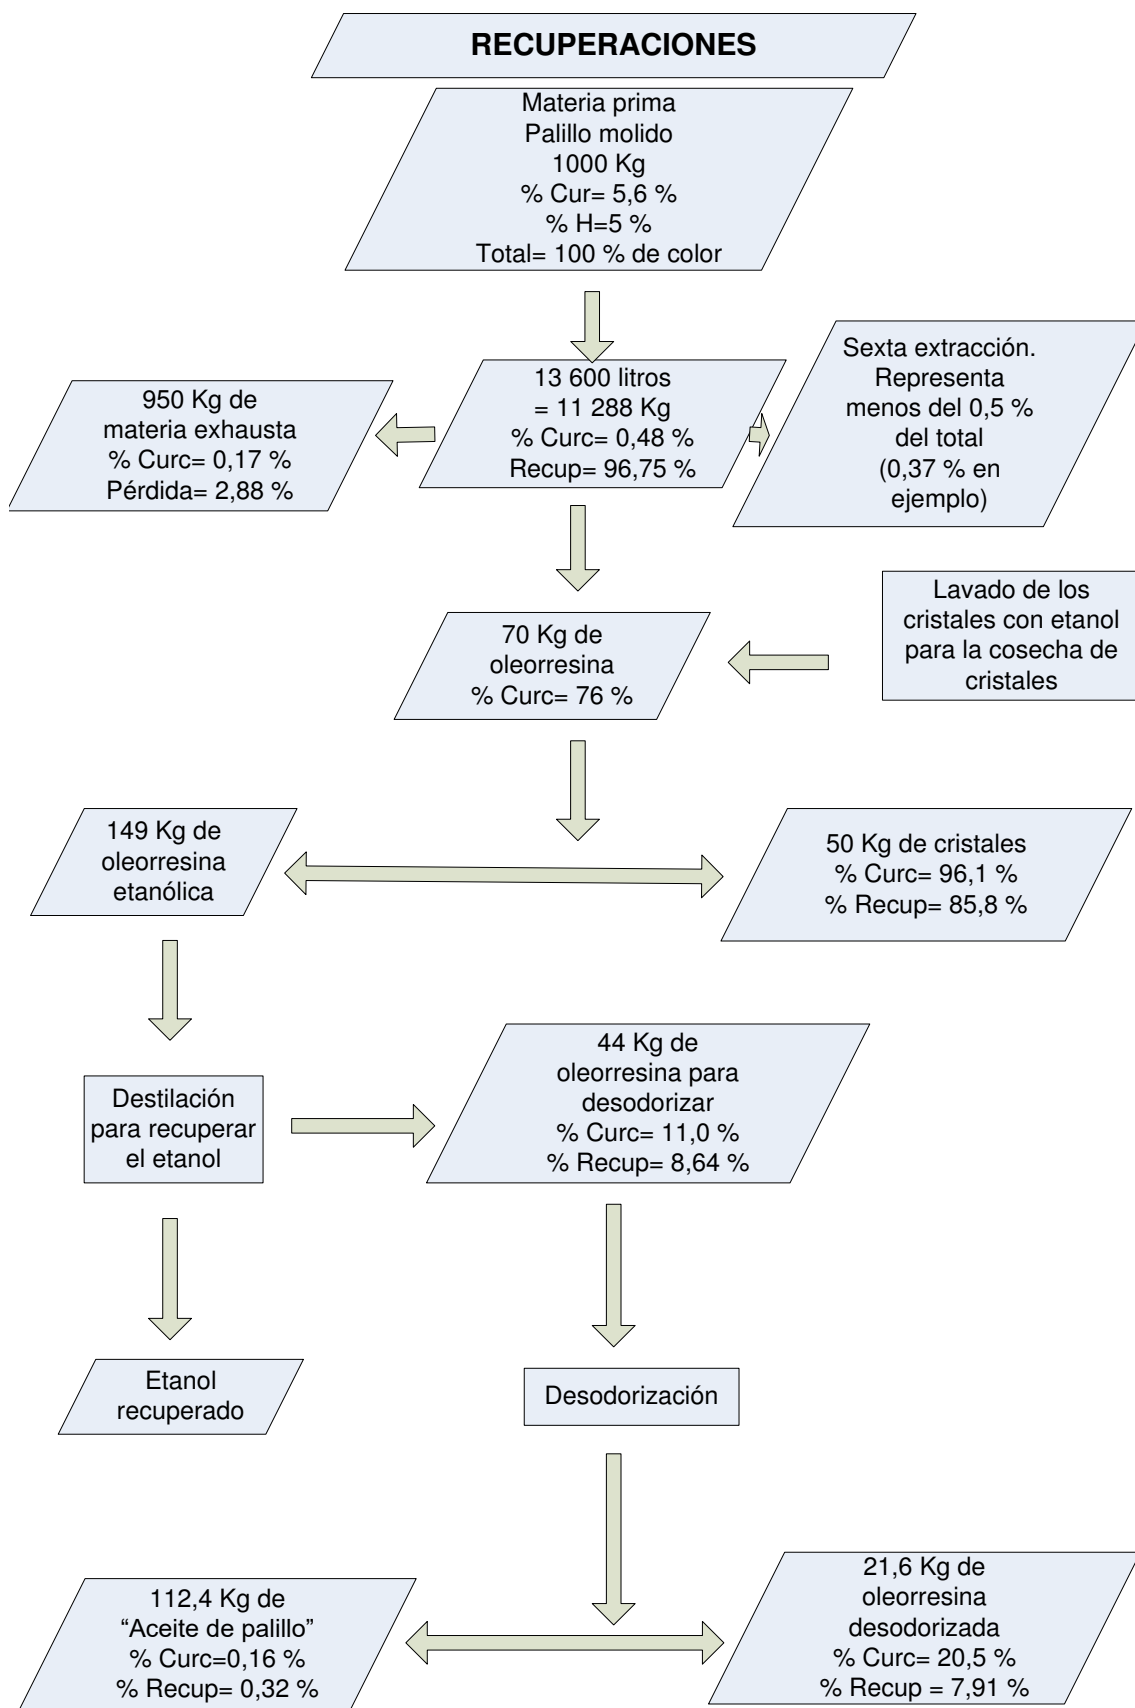 RECUPERACIONES
Materia prima
Palillo molido
1000 Kg
% Cur= 5,6 %
% H=5 %
Total= 100 % de color
950 Kg de
materia exhausta
% Curc= 0,17 %
Pérdida= 2,88 %
13 600 litros
= 11 288 Kg
% Curc= 0,48 %
Recup= 96,75 %
Sexta extracción.
Representa
menos del 0,5 %
del total
(0,37 % en
ejemplo)
70 Kg de
oleorresina
% Curc= 76 %
Lavado de los
cristales con etanol
para la cosecha de
cristales
149 Kg de
oleorresina
etanólica
50 Kg de cristales
% Curc= 96,1 %
% Recup= 85,8 %
Destilación
para recuperar
el etanol
44 Kg de
oleorresina para
desodorizar
% Curc= 11,0 %
% Recup= 8,64 %
Etanol
recuperado
Desodorización
112,4 Kg de
“Aceite de palillo”
% Curc=0,16 %
% Recup= 0,32 %
21,6 Kg de
oleorresina
desodorizada
% Curc= 20,5 %
% Recup = 7,91 %